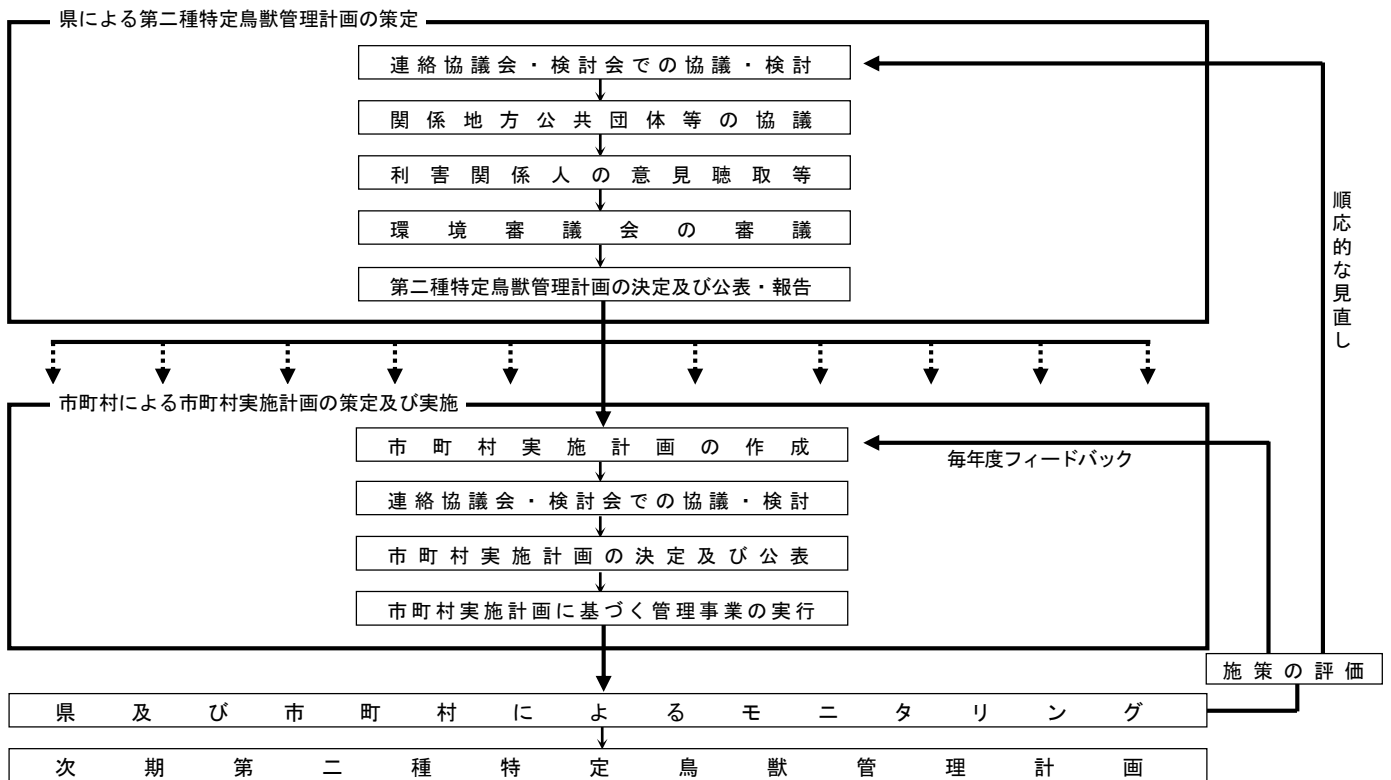 県による第二種特定鳥獣管理計画の策定
連絡協議会・検討会での協議・検討
関係地方公共団体等の協議
利害関係人の意見聴取等
環境審議会の審議
第二種特定鳥獣管理計画の決定及び公表・報告
順応的な見直し
市町村による市町村実施計画の策定及び実施
市町村実施計画の作成
毎年度フィードバック
連絡協議会・検討会での協議・検討
市町村実施計画の決定及び公表
市町村実施計画に基づく管理事業の実行
施策の評価
県及び市町村によるモニタリング
次期第二種特定鳥獣管理計画